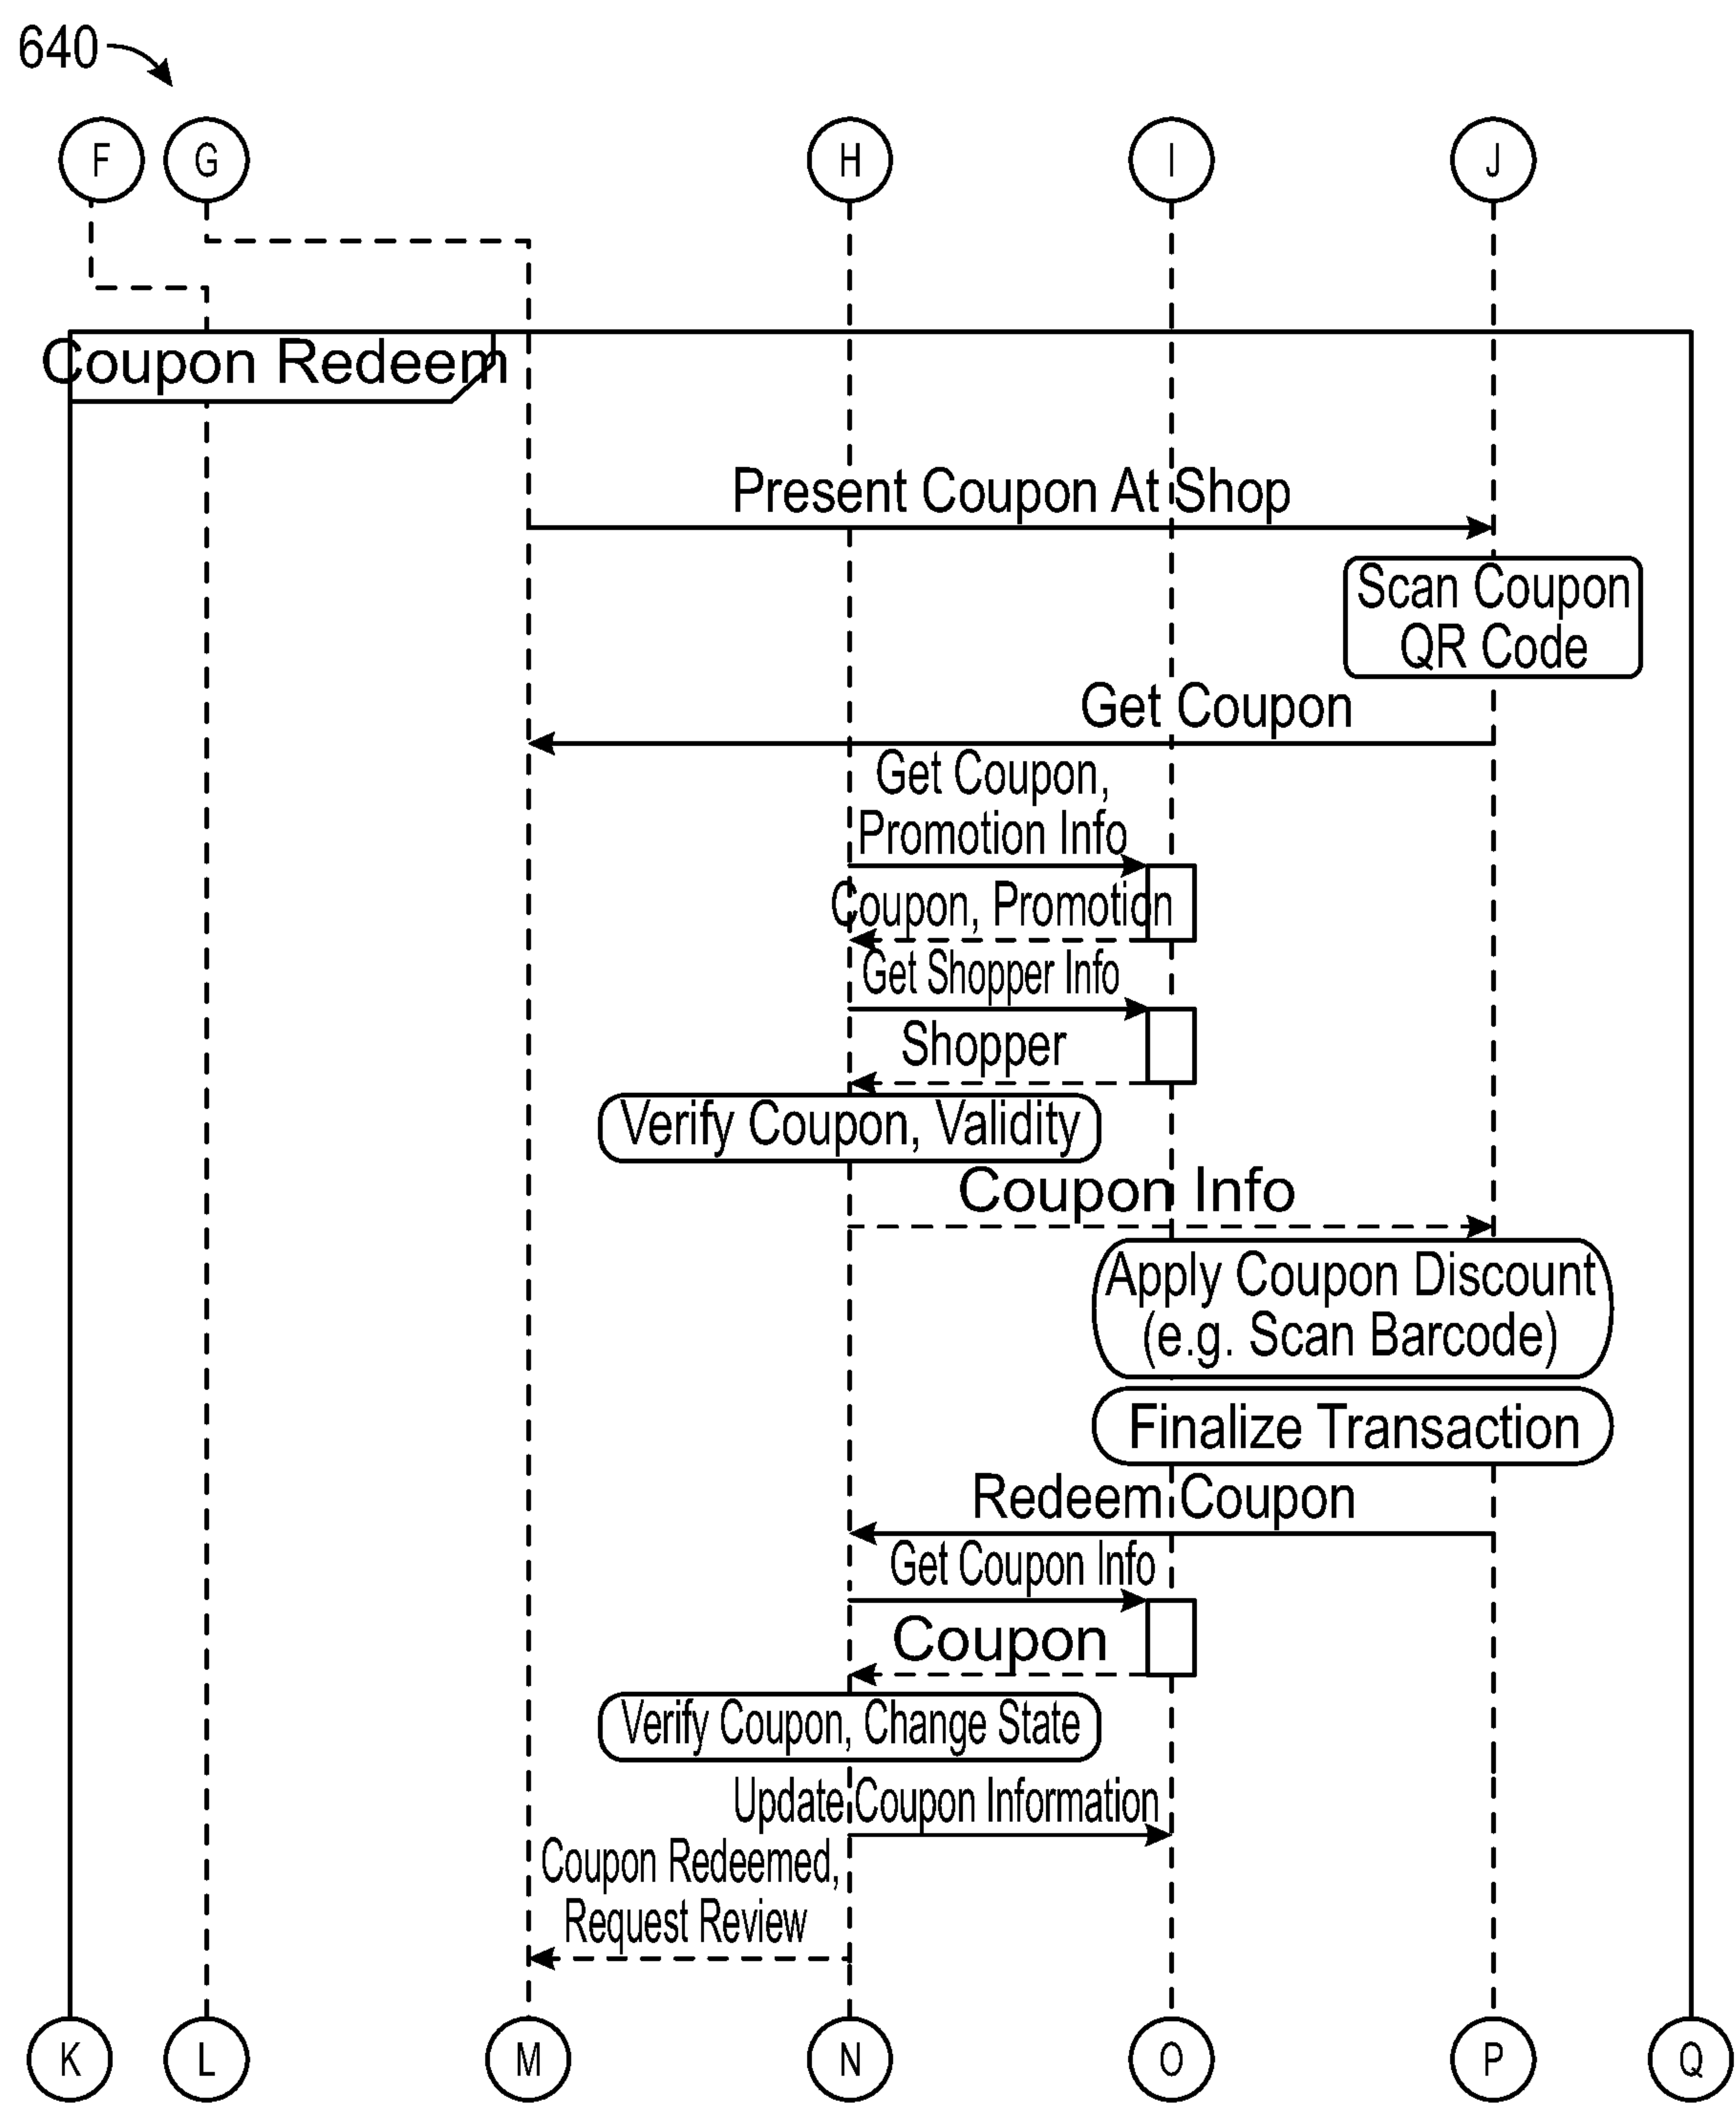 640
F G H I J
Coupon Redeem
Present Coupon At Shop
Scan Coupon
QR Code
Get Coupon
Get Coupon,
Promotion Info
Coupon, Promotion
Get Shopper Info
Shopper
Verify Coupon, Validity
Coupon Info
Apply Coupon Discount
(e.g. Scan Barcode)
Finalize Transaction
Redeem Coupon
Get Coupon Info
Coupon
Verify Coupon, Change State
Update Coupon Information
Coupon Redeemed,
Request Review
K L M N O P Q